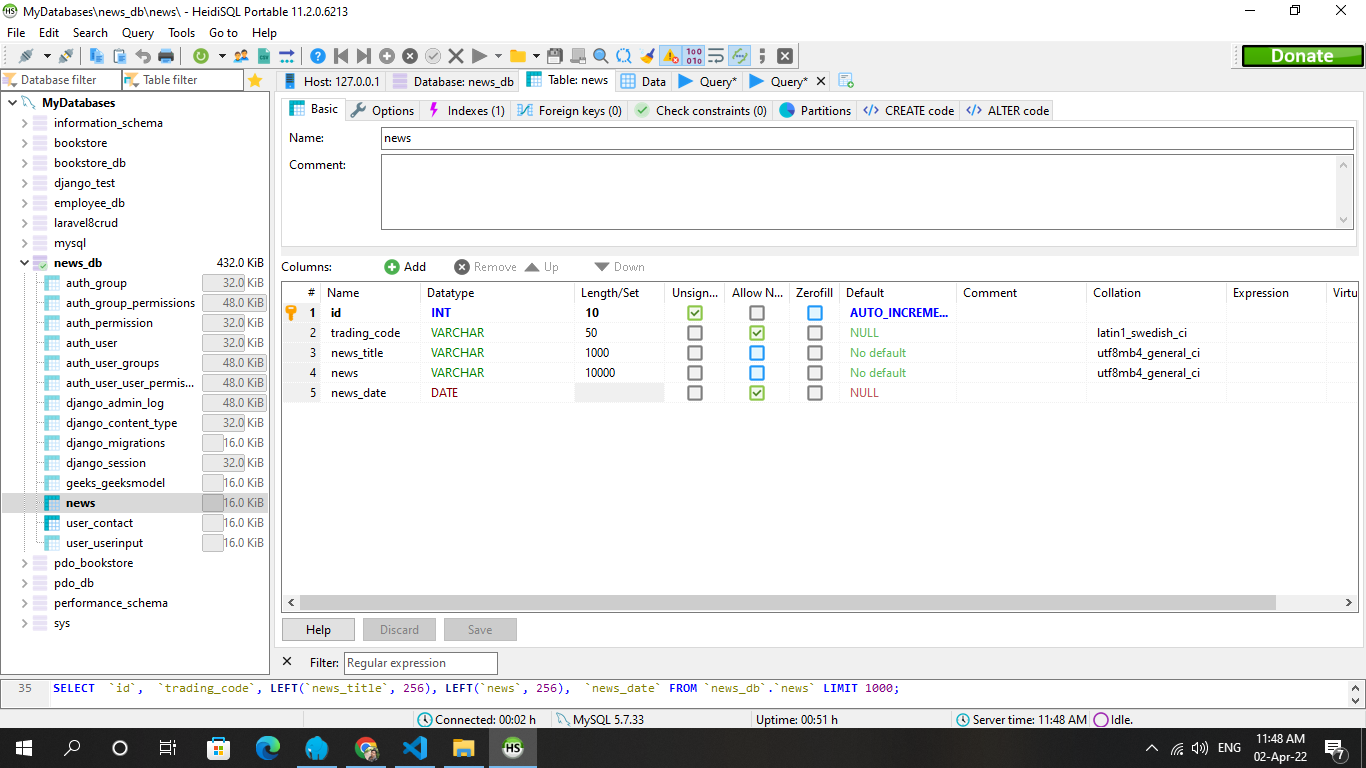 MyDatabases\news_db\news\ - HeidiSQL Portable 11.2.0.6213
File Edit Search Query Tools Go to Help
Donate
Database filter Table filter
Host: 127.0.0.1 Database: news_db Table: news Data Query* Query*
MyDatabases
information_schema
bookstore
bookstore_db
django_test
employee_db
laravel8crud
mysql
news_db 432.0 KiB
auth_group 32.0 KiB
auth_group_permissions 48.0 KiB
auth_permission 32.0 KiB
auth_user 32.0 KiB
auth_user_groups 48.0 KiB
auth_user_user_permis... 48.0 KiB
django_admin_log 48.0 KiB
django_content_type 32.0 KiB
django_migrations 16.0 KiB
django_session 32.0 KiB
geeks_geeksmodel 16.0 KiB
news 16.0 KiB
user_contact 16.0 KiB
user_userinput 16.0 KiB
pdo_bookstore
pdo_db
performance_schema
sys
Basic Options Indexes (1) Foreign keys (0) Check constraints (0) Partitions CREATE code ALTER code
Name: news
Comment:
Columns: Add Remove Up Down
# Name Datatype Length/Set Unsign... Allow N... Zerofill Default Comment Collation Expression Virtu
1 id INT 10 AUTO_INCREME...
2 trading_code VARCHAR 50 NULL latin1_swedish_ci
3 news_title VARCHAR 1000 No default utf8mb4_general_ci
4 news VARCHAR 10000 No default utf8mb4_general_ci
5 news_date DATE NULL
Help Discard Save
Filter: Regular expression
35 SELECT `id`, `trading_code`, LEFT(`news_title`, 256), LEFT(`news`, 256), `news_date` FROM `news_db`.`news` LIMIT 1000;
Connected: 00:02 h MySQL 5.7.33 Uptime: 00:51 h Server time: 11:48 AM Idle.
HS
ENG
11:48 AM
02-Apr-22
7